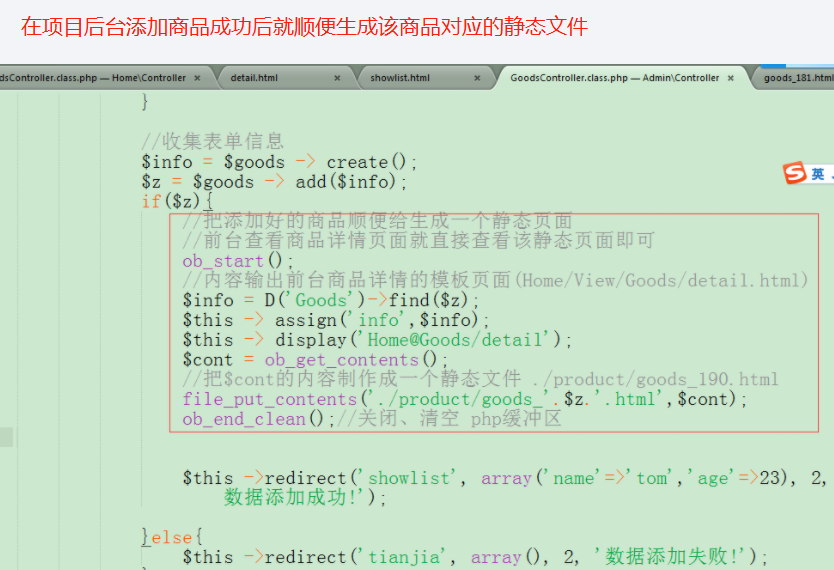 在项目后台添加商品成功后就顺便生成该商品对应的静态文件
dsController.class.php — Home\Controller × detail.html × showlist.html × GoodsController.class.php — Admin\Controller × goods_181.html
}
//收集表单信息
$info = $goods -> create();
$z = $goods -> add($info);
if($z){
//把添加好的商品顺便给生成一个静态页面
//前台查看商品详情页面就直接查看该静态页面即可
ob_start();
//内容输出前台商品详情的模板页面(Home/View/Goods/detail.html)
$info = D('Goods')->find($z);
$this -> assign('info',$info);
$this -> display('Home@Goods/detail');
$cont = ob_get_contents();
//把$cont的内容制作成一个静态文件 ./product/goods_190.html
file_put_contents('./product/goods_'.$z.'.html',$cont);
ob_end_clean();//关闭、清空 php缓冲区
$this ->redirect('showlist', array('name'=>'tom','age'=>23), 2,
数据添加成功!');
}else{
$this ->redirect('tianjia', array(), 2, '数据添加失败!');
S 英